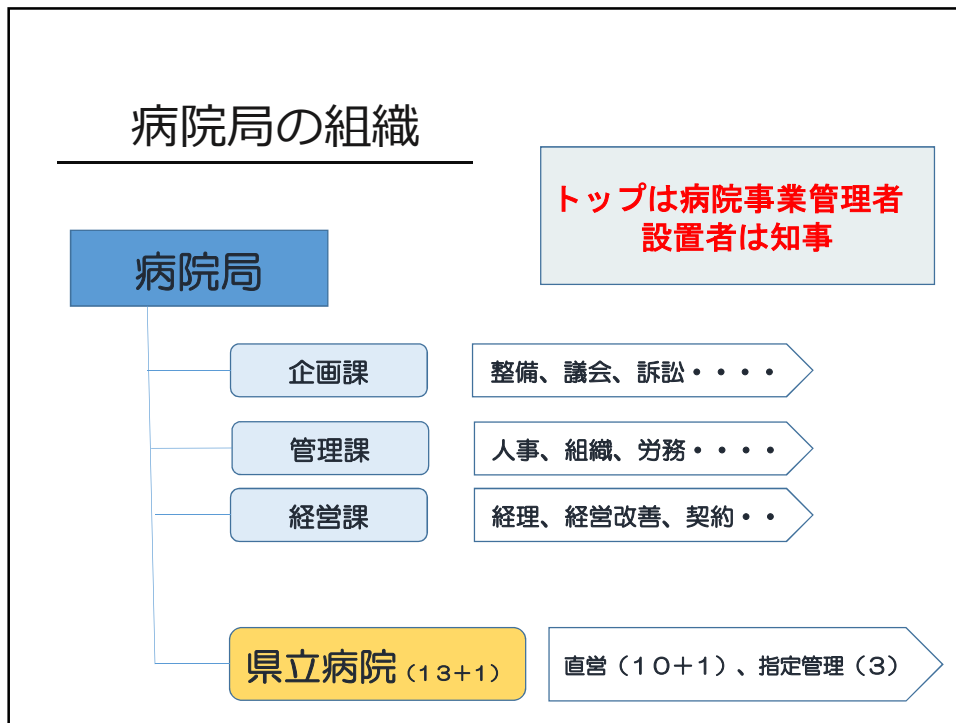 病院局の組織
トップは病院事業管理者
設置者は知事
病院局
企画課
整備、議会、訴訟・・・・
管理課
人事、組織、労務・・・・
経営課
経理、経営改善、契約・・
県立病院（１３+１）
直営（１０＋１）、指定管理（３）